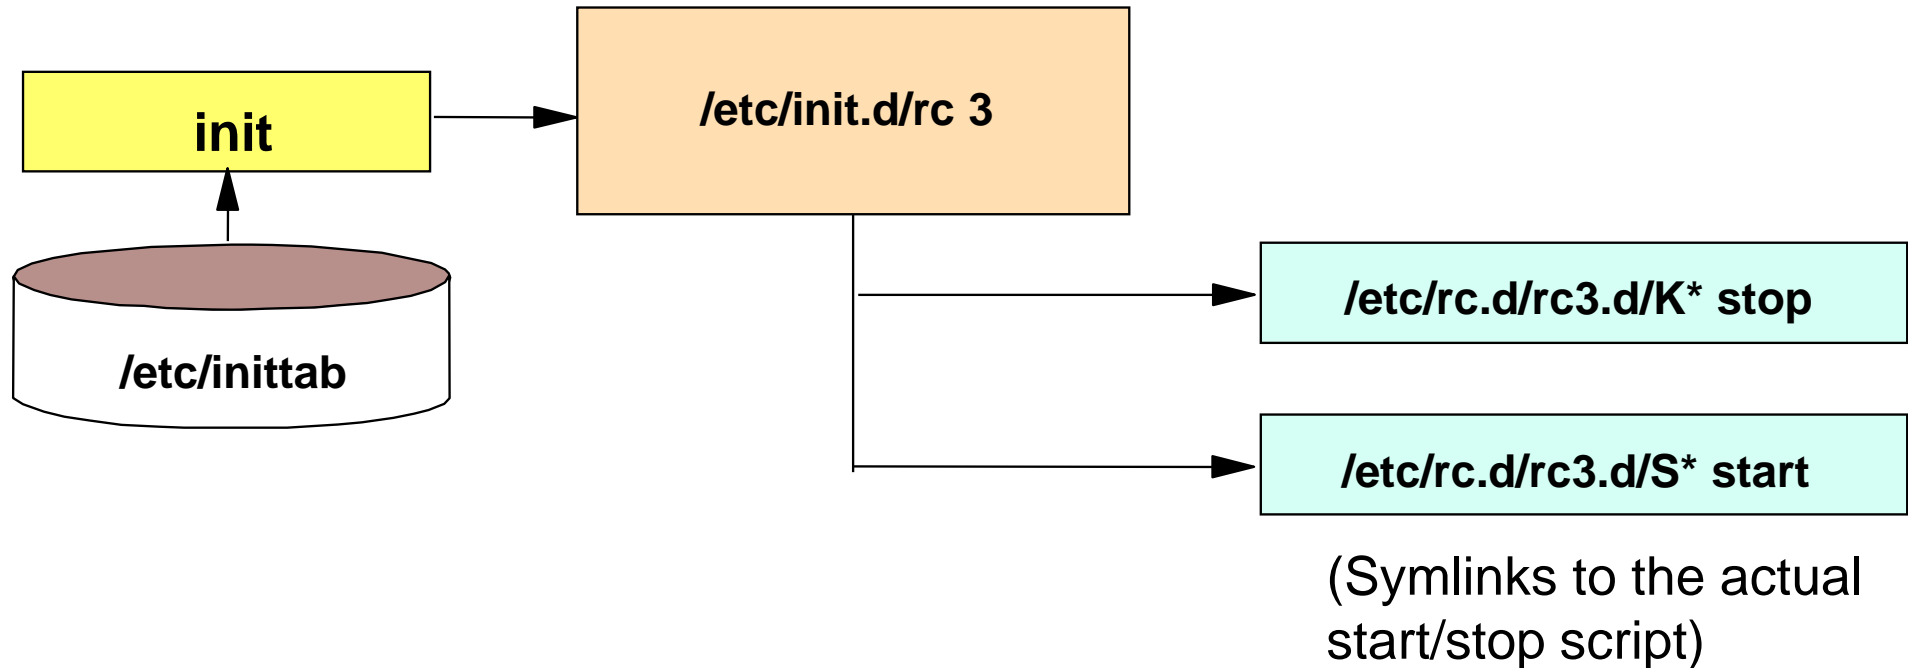 init
/etc/init.d/rc 3
/etc/inittab
/etc/rc.d/rc3.d/K* stop
/etc/rc.d/rc3.d/S* start
(Symlinks to the actual
start/stop script)